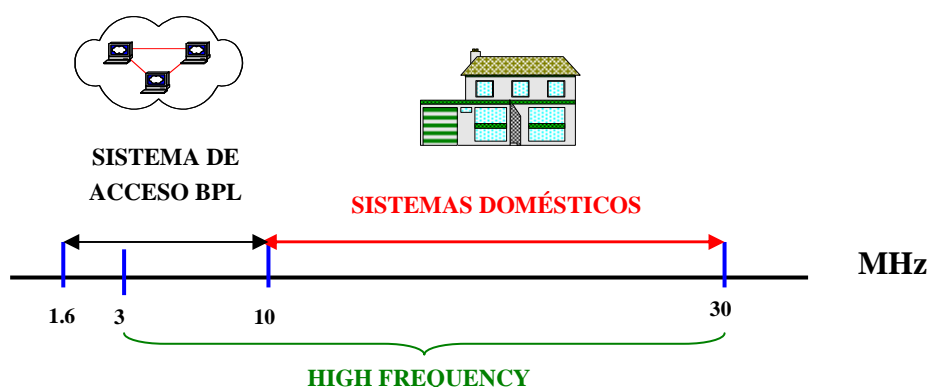 SISTEMA DE
ACCESO BPL
SISTEMAS DOMÉSTICOS
MHz
1.6
3
10
30
HIGH FREQUENCY